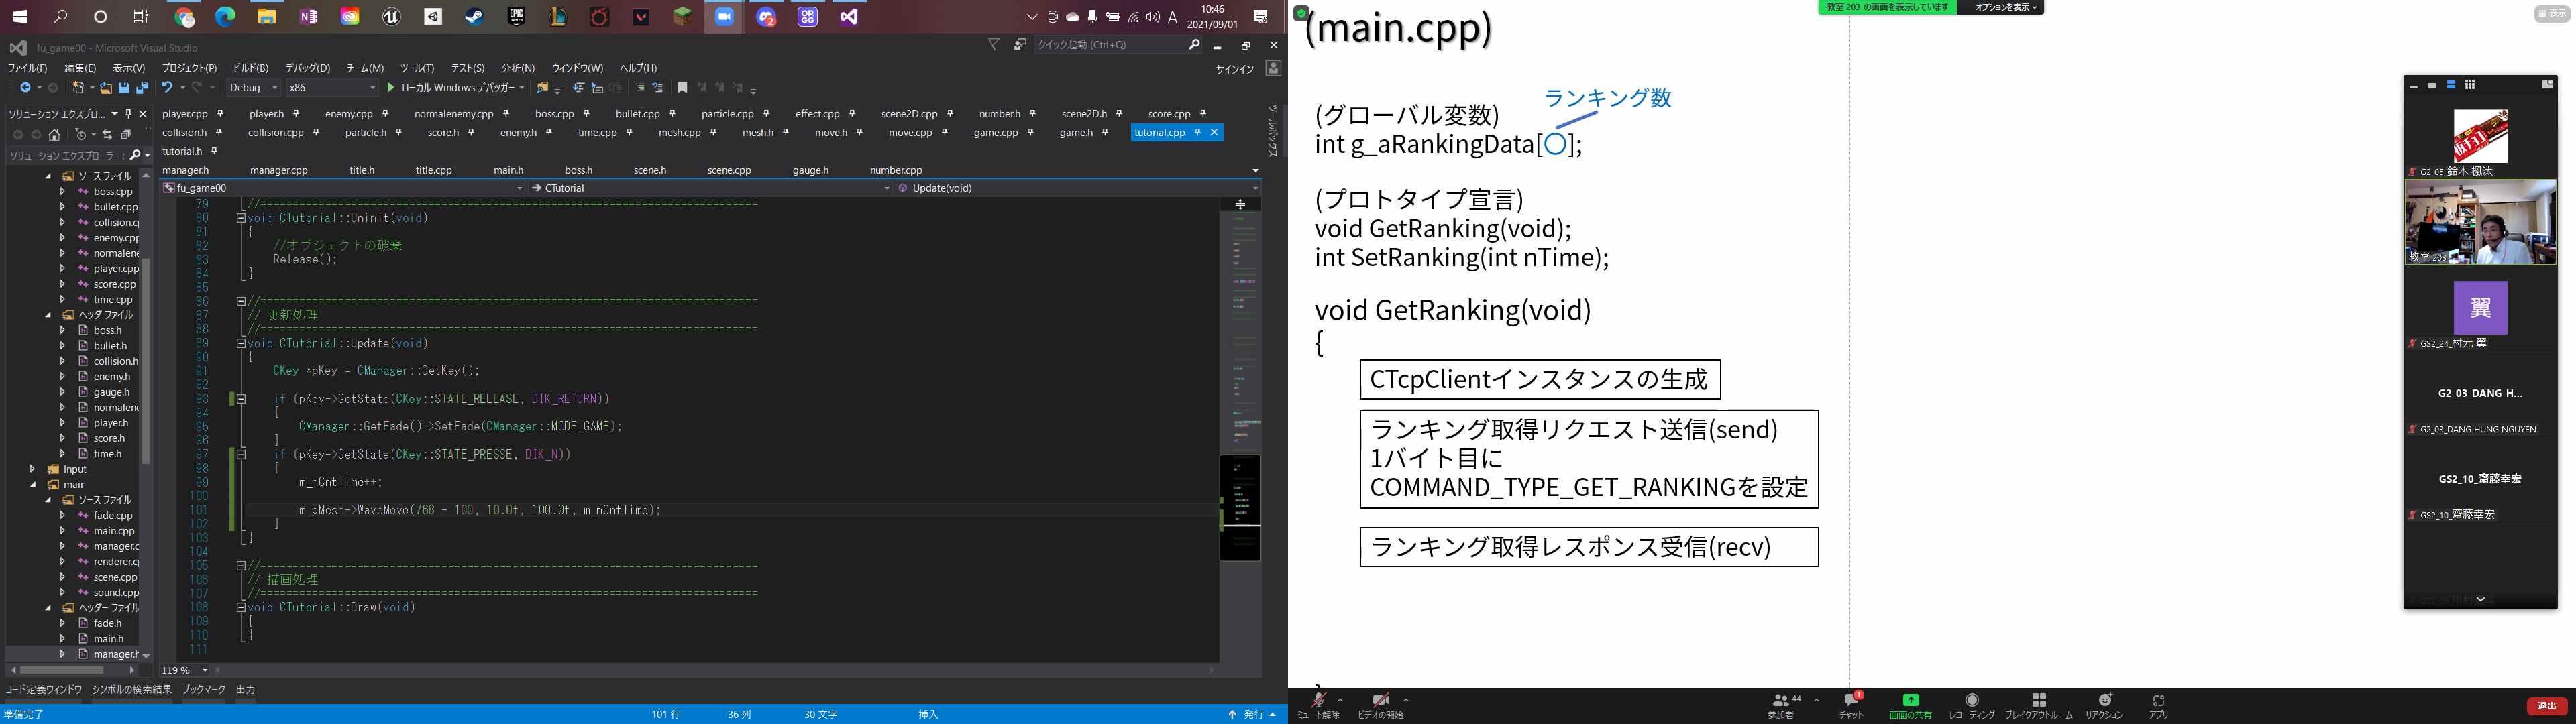 10:46
2021/09/01
fu_game00 - Microsoft Visual Studio
クイック起動 (Ctrl+Q)
ファイル(F) 編集(E) 表示(V) プロジェクト(P) ビルド(B) デバッグ(D) チーム(M) ツール(T) テスト(S) 分析(N) ウィンドウ(W) ヘルプ(H)
サインイン
Debug x86 ローカル Windows デバッガー
ソリューション エクスプロ...
ソリューション エクスプローラー (
ソース ファイル
boss.cpp
bullet.cpp
collision.c
enemy.cpp
normalene
player.cpp
score.cpp
time.cpp
ヘッダ ファイル
boss.h
bullet.h
collision.h
enemy.h
gauge.h
normalene
player.h
score.h
time.h
Input
main
ソース ファイル
fade.cpp
main.cpp
manager.c
renderer.c
scene.cpp
sound.cpp
ヘッダー ファイル
fade.h
main.h
manager.h
player.cpp player.h enemy.cpp normalenemy.cpp boss.cpp bullet.cpp particle.cpp effect.cpp scene2D.cpp number.h scene2D.h score.cpp
collision.h collision.cpp particle.h score.h enemy.h time.cpp mesh.cpp mesh.h move.h move.cpp game.cpp game.h tutorial.cpp
tutorial.h
manager.h manager.cpp title.h title.cpp main.h boss.h scene.h scene.cpp gauge.h number.cpp
ツールボックス
fu_game00 CTutorial Update(void)
79 //=============================================================================
80 void CTutorial::Uninit(void)
81 {
82 //オブジェクトの破棄
83 Release();
84 }
85
86 //=============================================================================
87 // 更新処理
88 //=============================================================================
89 void CTutorial::Update(void)
90 {
91 CKey *pKey = CManager::GetKey();
92
93 if (pKey->GetState(CKey::STATE_RELEASE, DIK_RETURN))
94 {
95 CManager::GetFade()->SetFade(CManager::MODE_GAME);
96 }
97 if (pKey->GetState(CKey::STATE_PRESSE, DIK_N))
98 {
99 m_nCntTime++;
100
101 m_pMesh->WaveMove(768 - 100, 10.0f, 100.0f, m_nCntTime);
102 }
103 }
104
105 //=============================================================================
106 // 描画処理
107 //=============================================================================
108 void CTutorial::Draw(void)
109 {
110 }
111
119 %
コード定義ウィンドウ シンボルの検索結果 ブックマーク 出力
準備完了 101 行 36 列 30 文字 挿入 発行
教室 203 の画面を表示しています オプションを表示
表示
(main.cpp)
ランキング数
(グローバル変数)
int g_aRankingData[○];
(プロトタイプ宣言)
void GetRanking(void);
int SetRanking(int nTime);
void GetRanking(void)
{
CTcpClientインスタンスの生成
ランキング取得リクエスト送信(send)
1バイト目に
COMMAND_TYPE_GET_RANKINGを設定
ランキング取得レスポンス受信(recv)
G2_05_鈴木 楓汰
教室 203
翼
GS2_24_村元 翼
G2_03_DANG H...
G2_03_DANG HUNG NGUYEN
GS2_10_齋藤幸宏
GS2_10_齋藤幸宏
ミュート解除 ビデオの開始 参加者 44 チャット 1 画面の共有 レコーディング ブレイクアウトルーム リアクション アプリ 退出